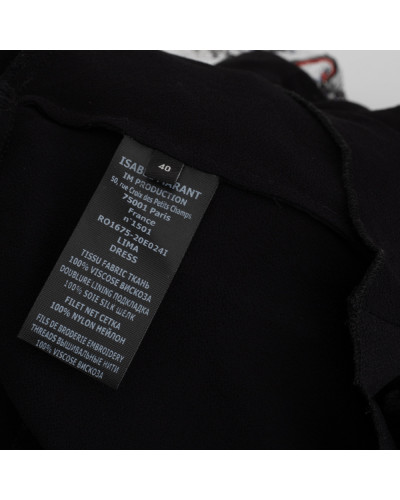 40
ISABEL MARANT
IM PRODUCTION
50, rue Croix des Petits Champs
75001 Paris
France
n°1501
RO1675-20E024I
LIMA
DRESS
TISSU FABRIC ТКАНЬ
100% VISCOSE ВИСКОЗА
DOUBLURE LINING ПОДКЛАДКА
100% SOIE SILK ШЕЛК
FILET NET СЕТКА
100% NYLON НЕЙЛОН
FILS DE BRODERIE EMBROIDERY
THREADS ВЫШИВАЛЬНЫЕ НИТИ
100% VISCOSE ВИСКОЗА